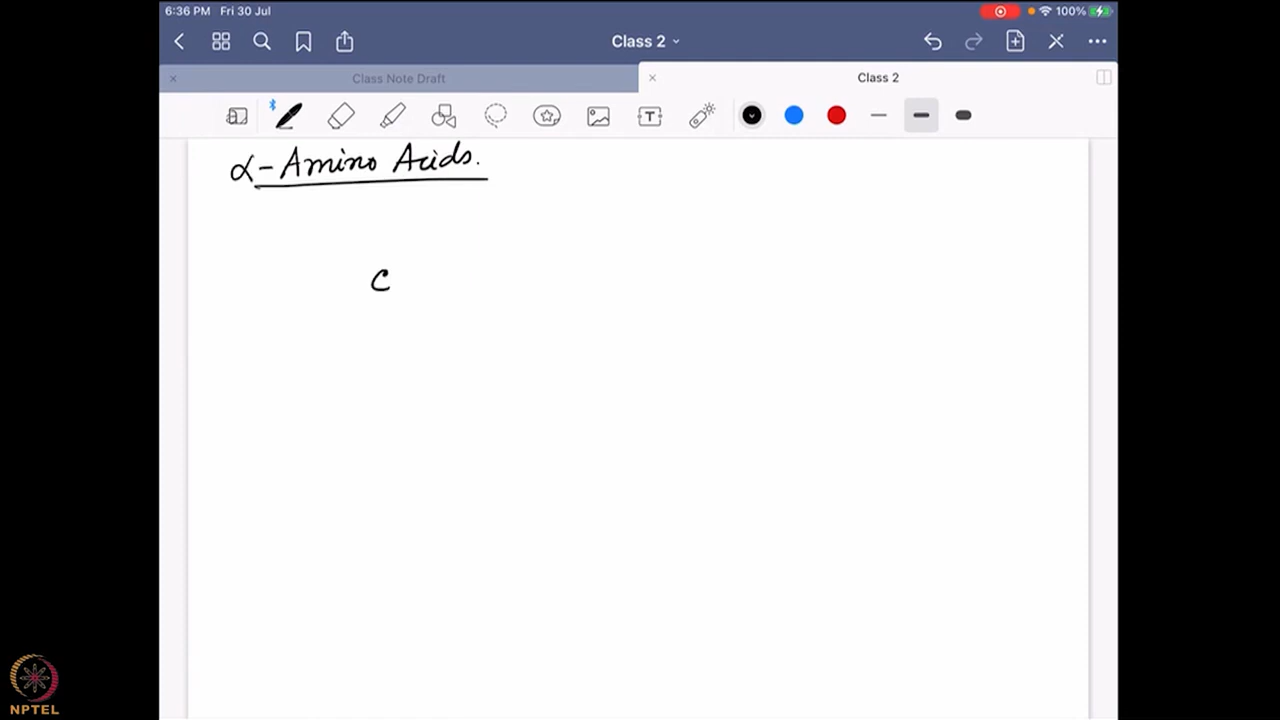 6:36 PM Fri 30 Jul 100%
Class 2
Class Note Draft Class 2
T
α-Amino Acids.
C
NPTEL